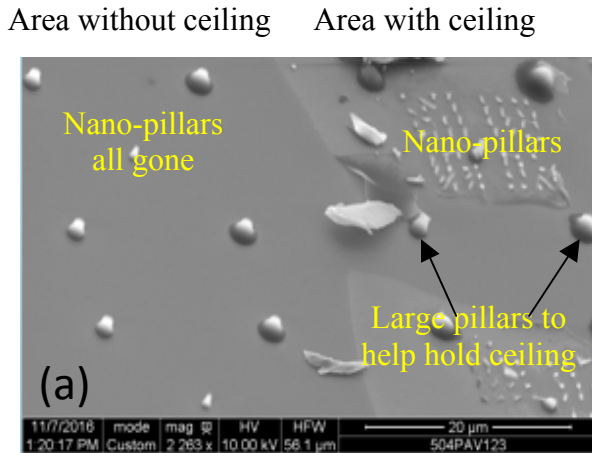 Area without ceiling Area with ceiling
Nano-pillars
all gone
Nano-pillars
Large pillars to
help hold ceiling
(a)
11/7/2016 mode mag HV HFW 20 µm
1:20:17 PM Custom 2 263 x 10.00 kV 56.1 µm 504PAV123